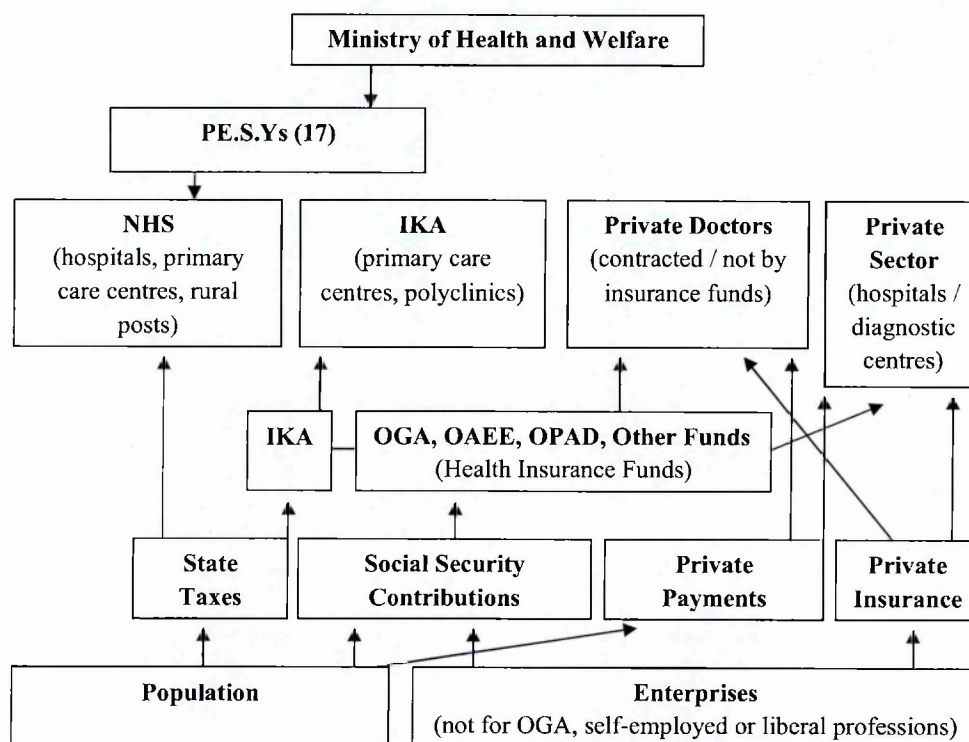 Ministry of Health and Welfare
PE.S.Ys (17)
NHS
(hospitals, primary
care centres, rural
posts)
IKA
(primary care
centres, polyclinics)
Private Doctors
(contracted / not by
insurance funds)
Private
Sector
(hospitals /
diagnostic
centres)
IKA
OGA, OAEE, OPAD, Other Funds
(Health Insurance Funds)
State
Taxes
Social Security
Contributions
Private
Payments
Private
Insurance
Population
Enterprises
(not for OGA, self-employed or liberal professions)